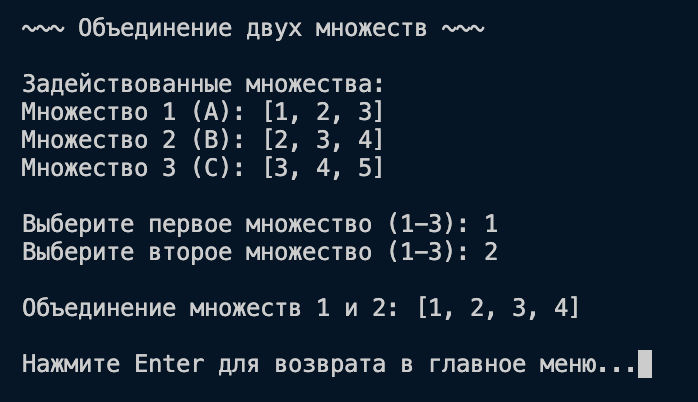 ~~~ Объединение двух множеств ~~~
Задействованные множества:
Множество 1 (A): [1, 2, 3]
Множество 2 (B): [2, 3, 4]
Множество 3 (C): [3, 4, 5]
Выберите первое множество (1-3): 1
Выберите второе множество (1-3): 2
Объединение множеств 1 и 2: [1, 2, 3, 4]
Нажмите Enter для возврата в главное меню...